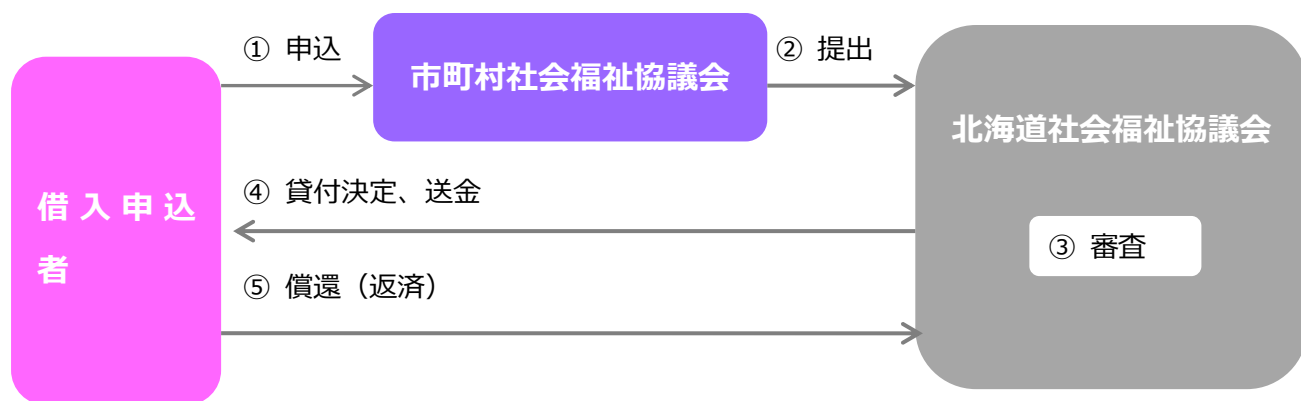 ① 申込
市町村社会福祉協議会
② 提出
北海道社会福祉協議会
借入申込
者
④ 貸付決定、送金
③ 審査
⑤ 償還（返済）